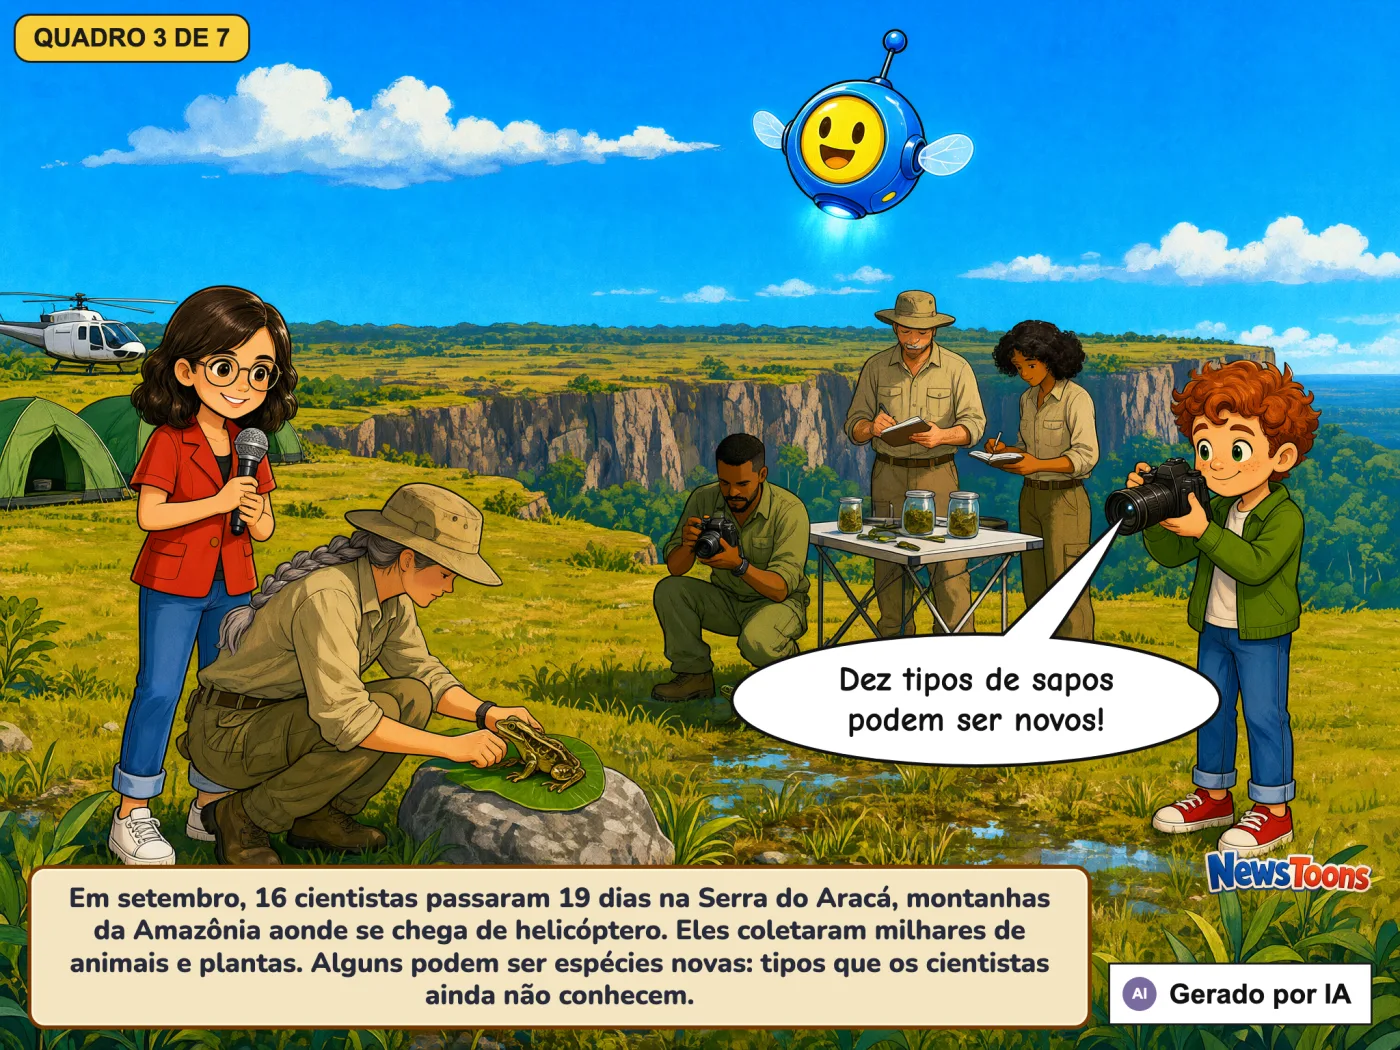 QUADRO 3 DE 7
Dez tipos de sapos
podem ser novos!
NewsToons
Em setembro, 16 cientistas passaram 19 dias na Serra do Aracá, montanhas
da Amazônia aonde se chega de helicóptero. Eles coletaram milhares de
animais e plantas. Alguns podem ser espécies novas: tipos que os cientistas
ainda não conhecem.
AI Gerado por IA